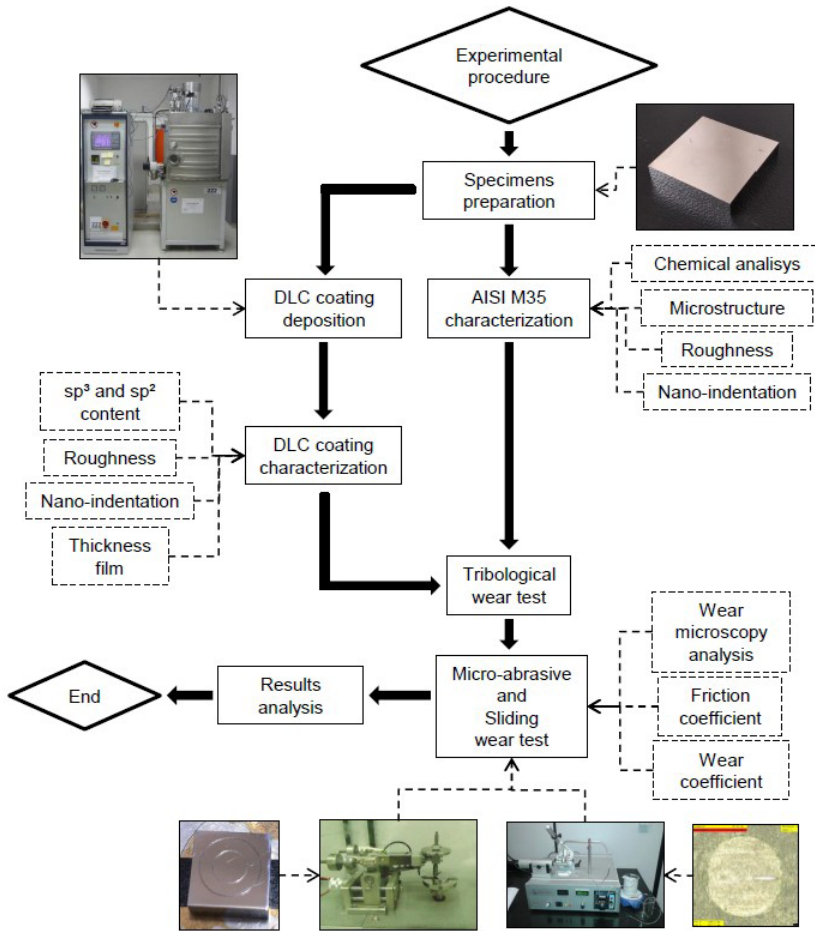 Experimental
procedure
Specimens
preparation
DLC coating
deposition
AISI M35
characterization
Chemical analisys
Microstructure
Roughness
Nano-indentation
sp³ and sp²
content
Roughness
Nano-indentation
Thickness
film
DLC coating
characterization
Tribological
wear test
Wear
microscopy
analysis
Friction
coefficient
Wear
coefficient
Micro-abrasive
and
Sliding
wear test
Results
analysis
End